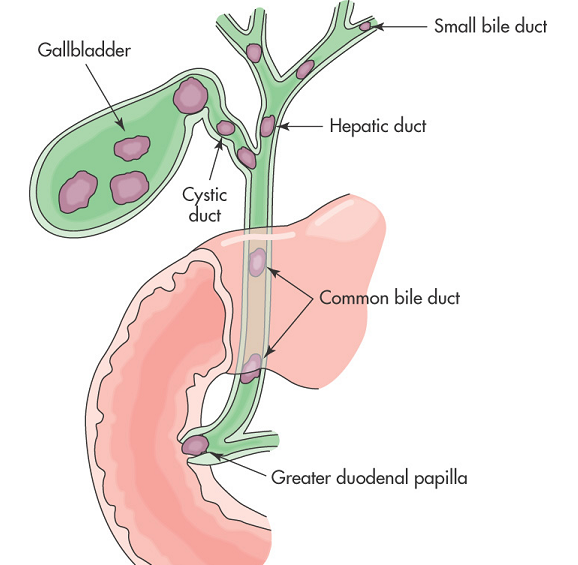 Small bile duct
Gallbladder
Hepatic duct
Cystic
duct
Common bile duct
Greater duodenal papilla